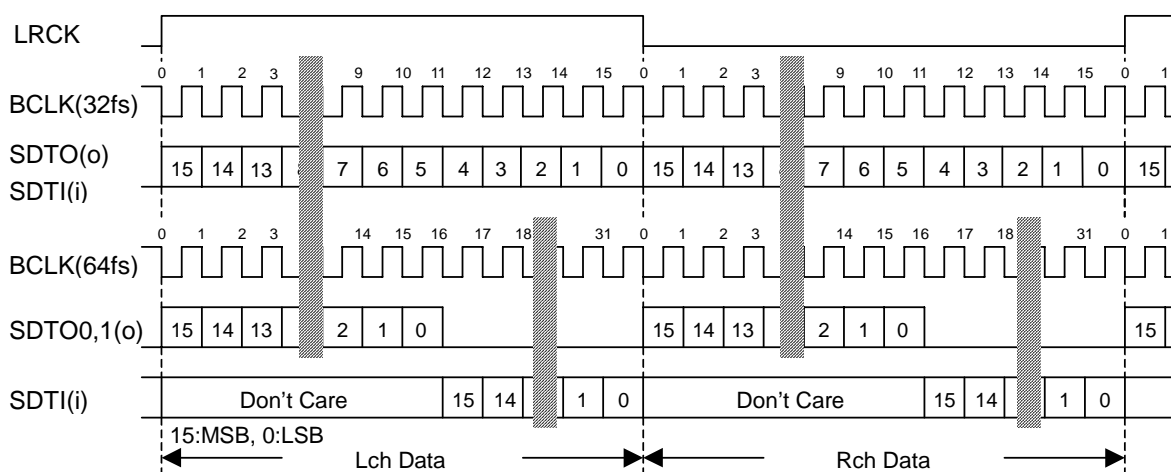 LRCK
0 1 2 3 9 10 11 12 13 14 15 0 1 2 3 9 10 11 12 13 14 15 0 1
BCLK(32fs)
SDTO(o)
15 14 13 7 6 5 4 3 2 1 0 15 14 13 7 6 5 4 3 2 1 0 15
SDTI(i)
0 1 2 3 14 15 16 17 18 31 0 1 2 3 14 15 16 17 18 31 0 1
BCLK(64fs)
SDTO0,1(o)
15 14 13 2 1 0 15 14 13 2 1 0 15
SDTI(i)
Don't Care 15 14 1 0 Don't Care 15 14 1 0
15:MSB, 0:LSB
Lch Data Rch Data